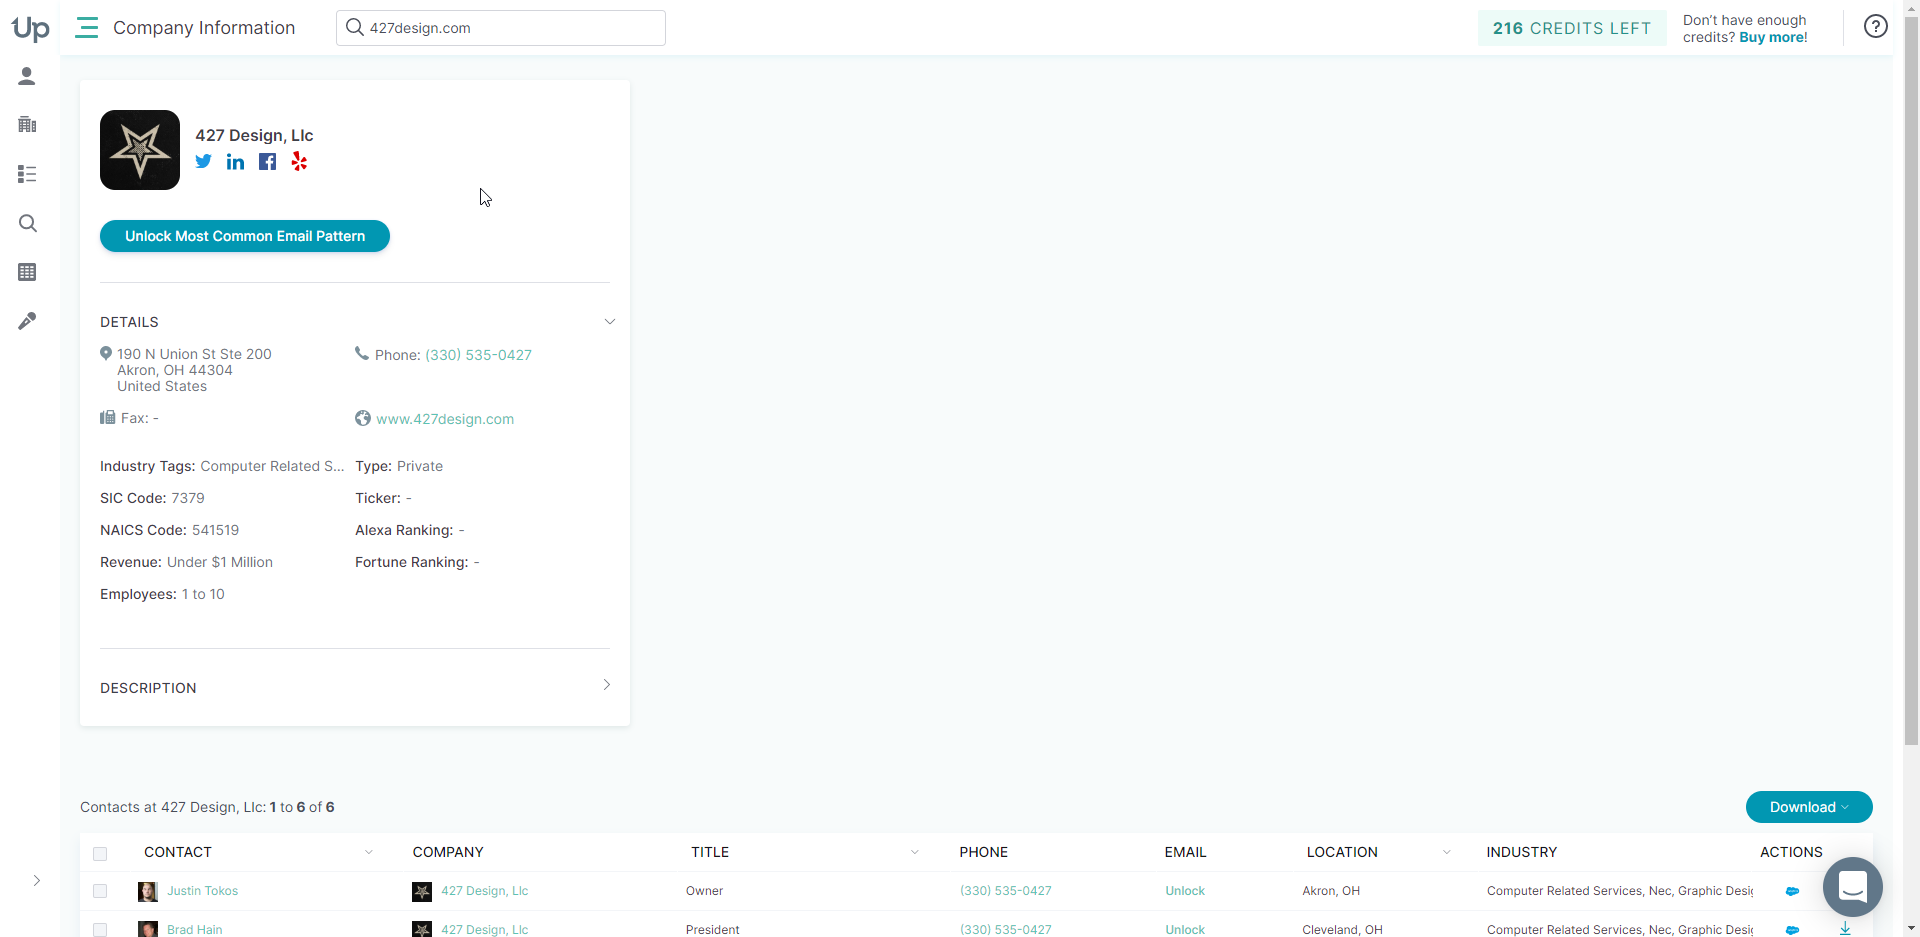 Up
Company Information
427design.com
216 CREDITS LEFT
Don't have enough
credits? Buy more!
427 Design, Llc
Unlock Most Common Email Pattern
DETAILS
190 N Union St Ste 200
Akron, OH 44304
United States
Phone: (330) 535-0427
Fax: -
www.427design.com
Industry Tags: Computer Related S...
Type: Private
SIC Code: 7379
Ticker: -
NAICS Code: 541519
Alexa Ranking: -
Revenue: Under $1 Million
Fortune Ranking: -
Employees: 1 to 10
DESCRIPTION
Contacts at 427 Design, Llc: 1 to 6 of 6
Download
CONTACT COMPANY TITLE PHONE EMAIL LOCATION INDUSTRY ACTIONS
Justin Tokos 427 Design, Llc Owner (330) 535-0427 Unlock Akron, OH Computer Related Services, Nec, Graphic Desig
Brad Hain 427 Design, Llc President (330) 535-0427 Unlock Cleveland, OH Computer Related Services, Nec, Graphic Desig